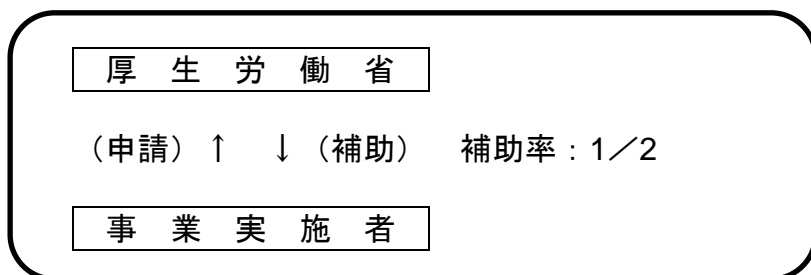 厚 生 労 働 省
（申請）↑ ↓（補助） 補助率：1／2
事 業 実 施 者